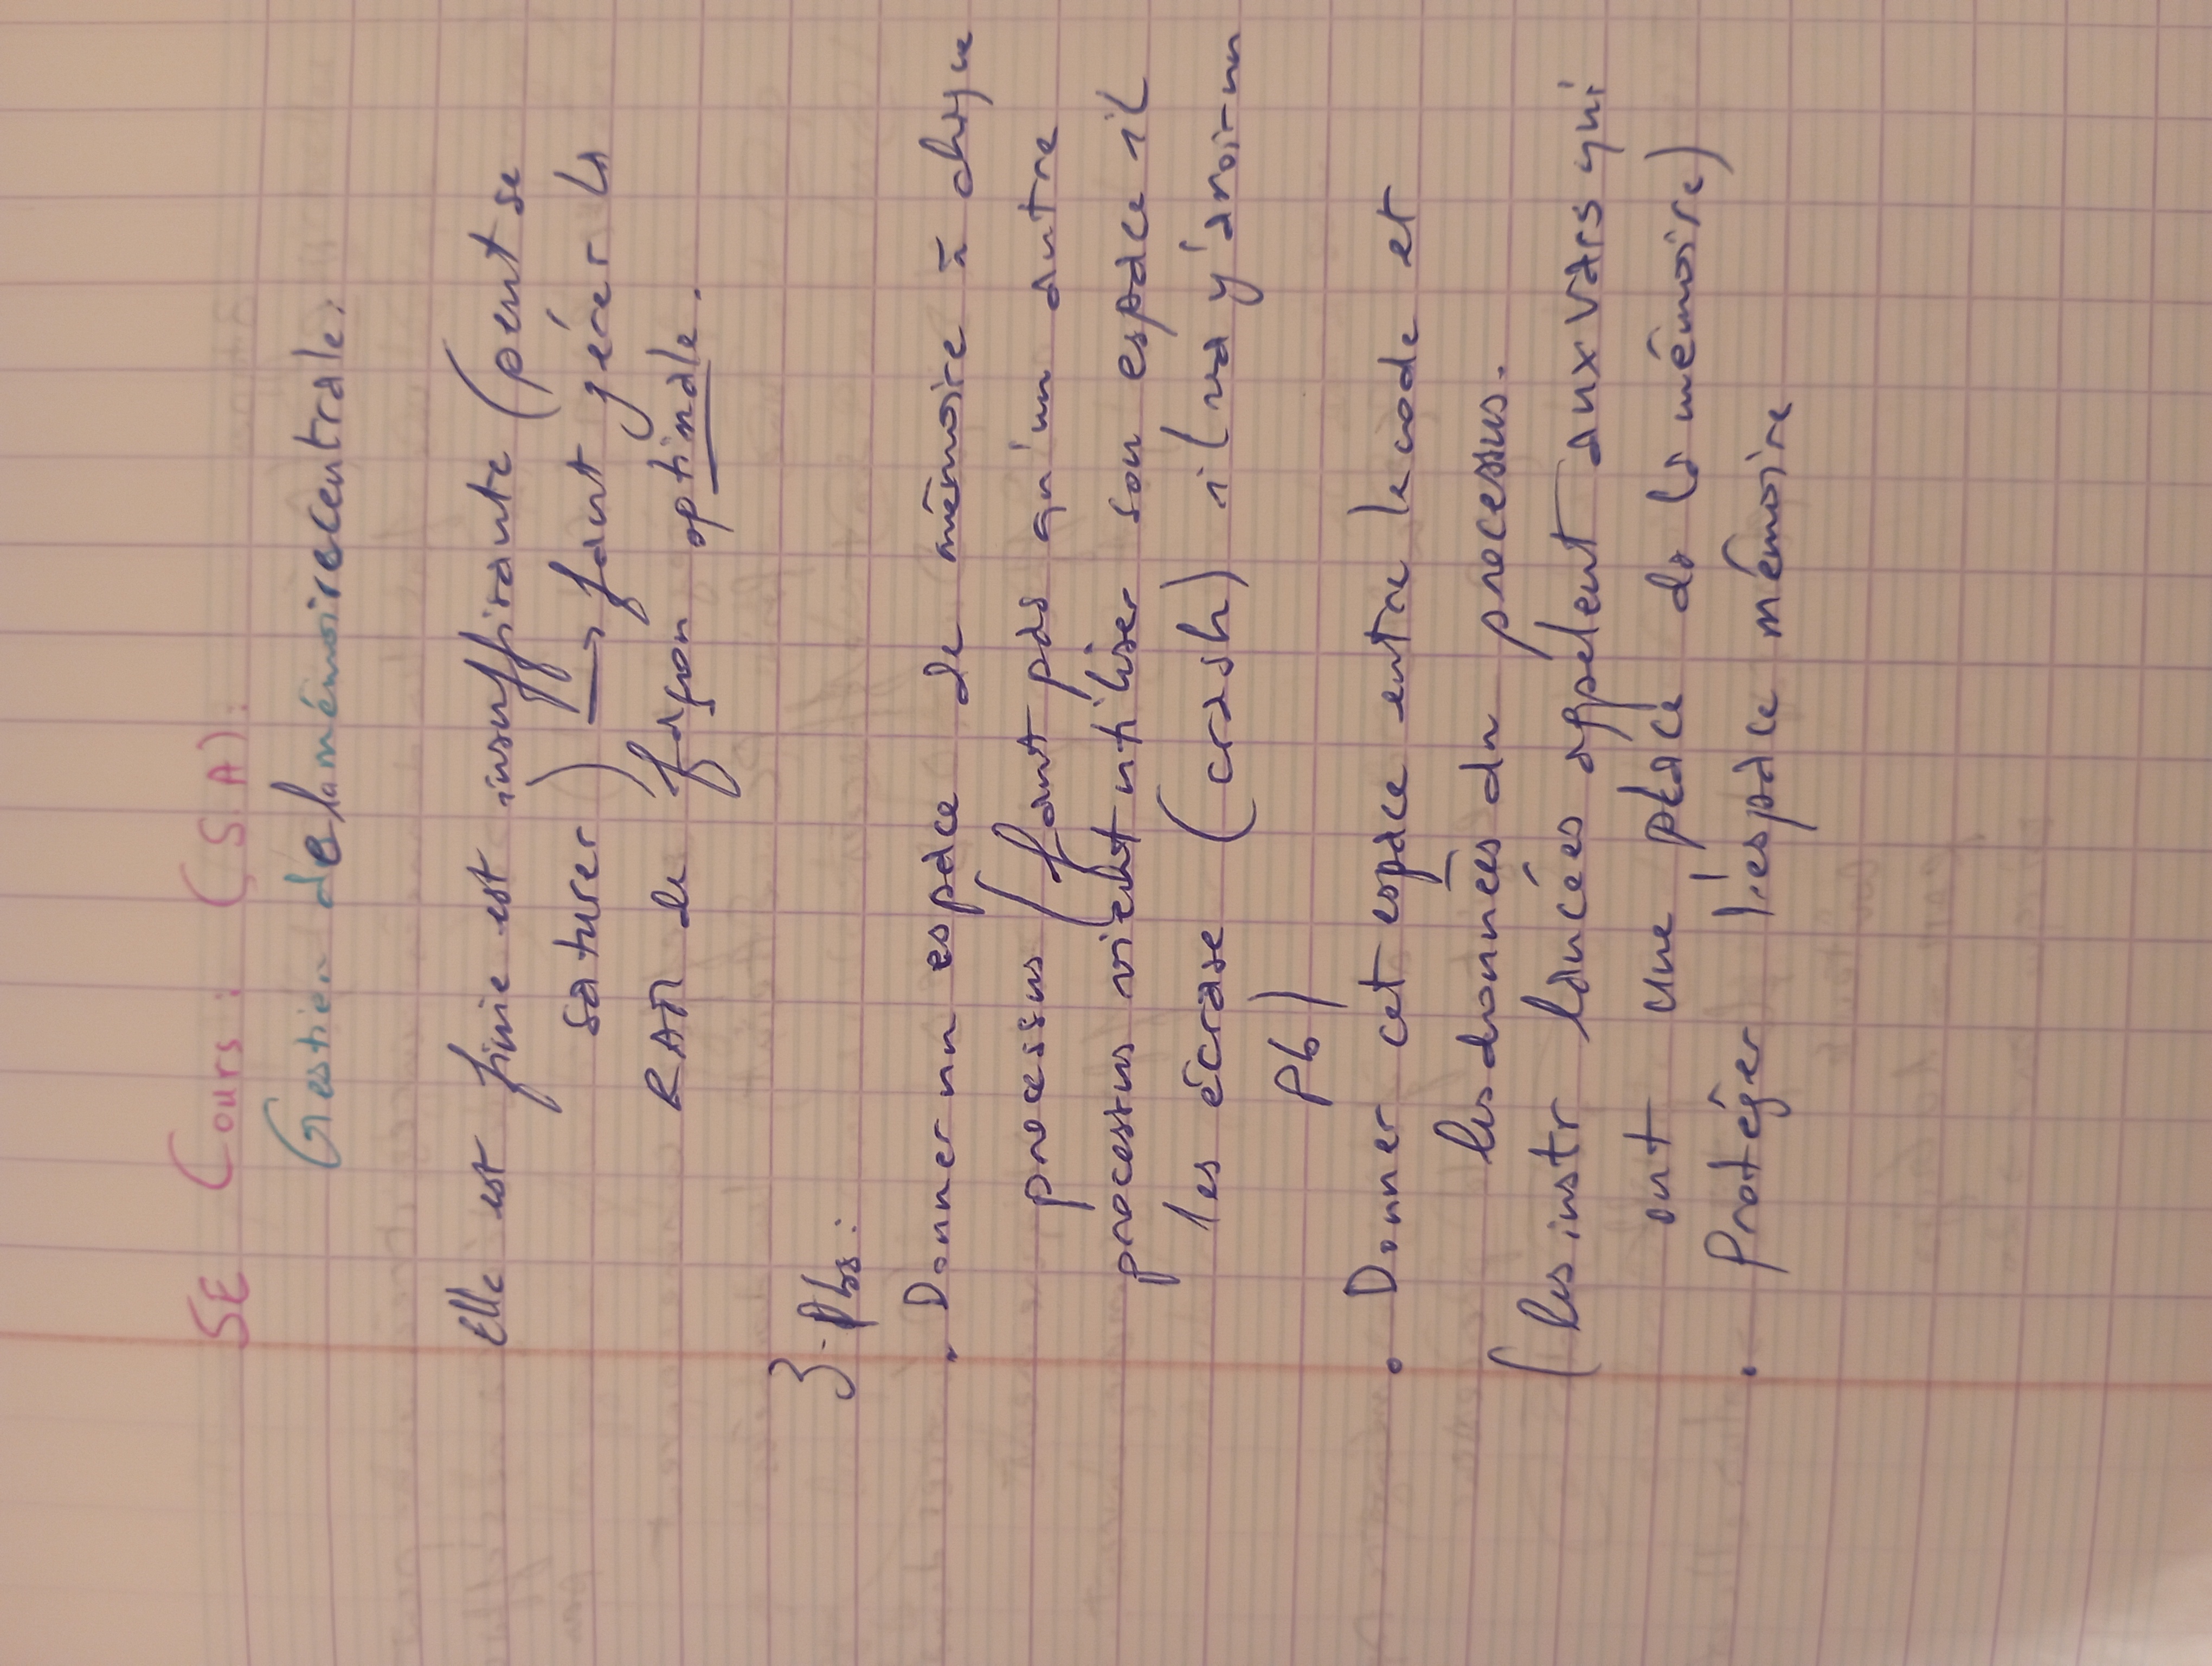 SE Cours : (S.A) :
Gestion de la mémoire centrale :
Elle est finie est insuffisante (peut se
saturer) → faut gérer la
RAM de façon optimale.
3 Pbs :
. Donner un espace de mémoire à chaque
processus (faut pas qu'un autre
processus vient utiliser son espace il
les écrase (crash) il va y'avoir un
Pb)
. Donner cet espace entre le code et
les données du processus.
(les instr lancées appelent aux vars qui
ont une place ds la mémoire)
. Protéger l'espace mémoire